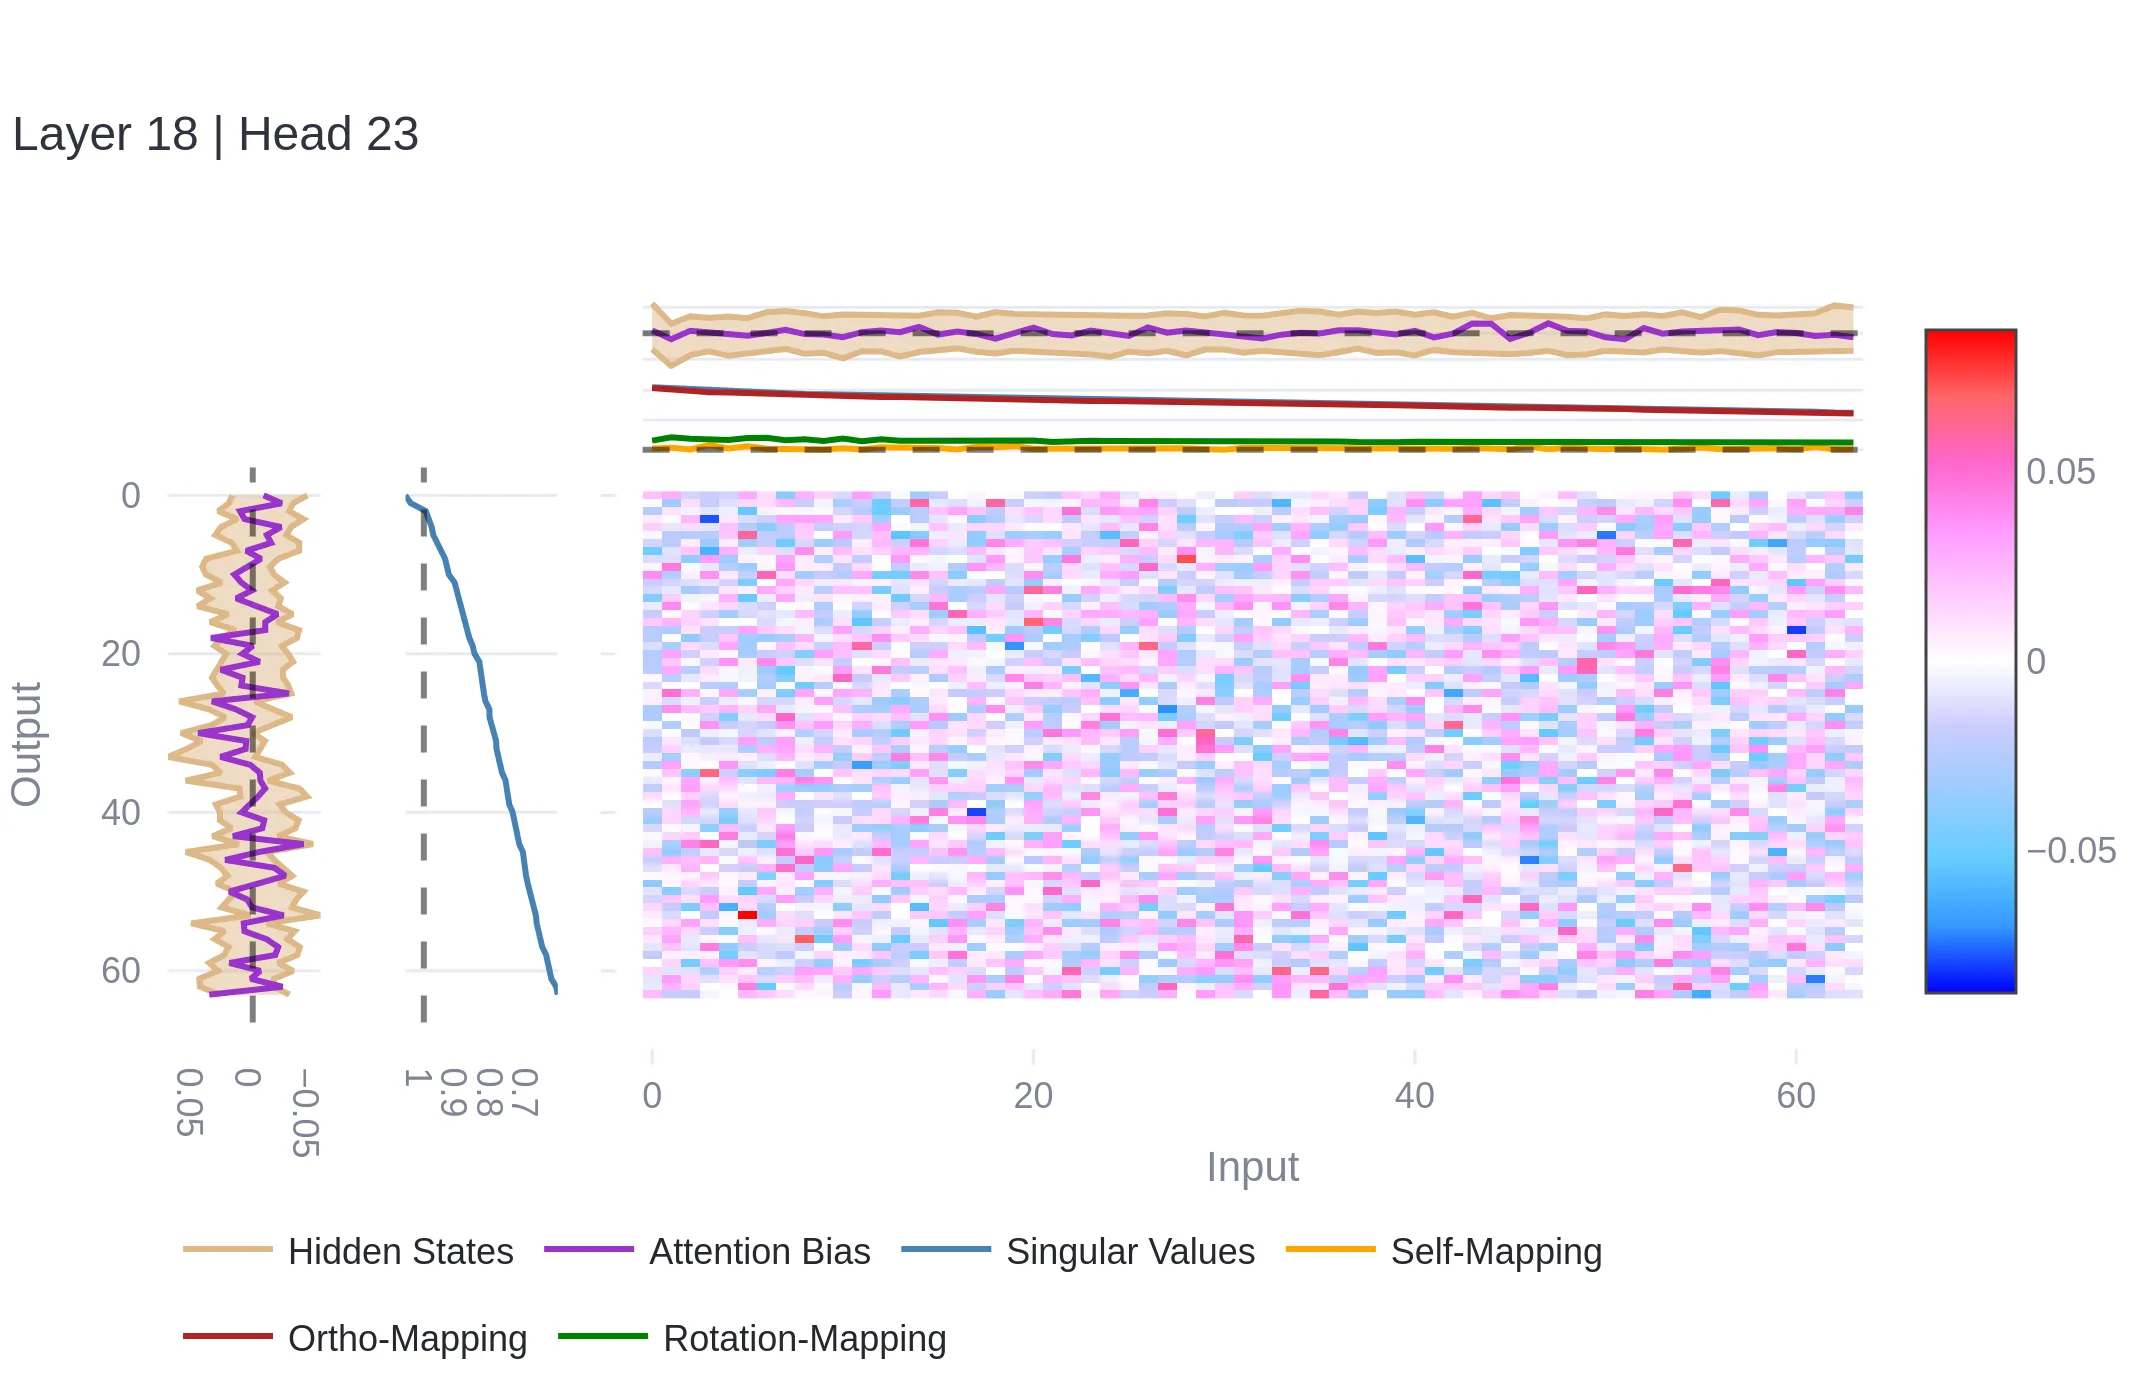 Layer 18 | Head 23
0
20
40
60
Output
0.05
0
−0.05
1
0.9
0.8
0.7
0
20
40
60
Input
0.05
0
−0.05
Hidden States
Attention Bias
Singular Values
Self-Mapping
Ortho-Mapping
Rotation-Mapping